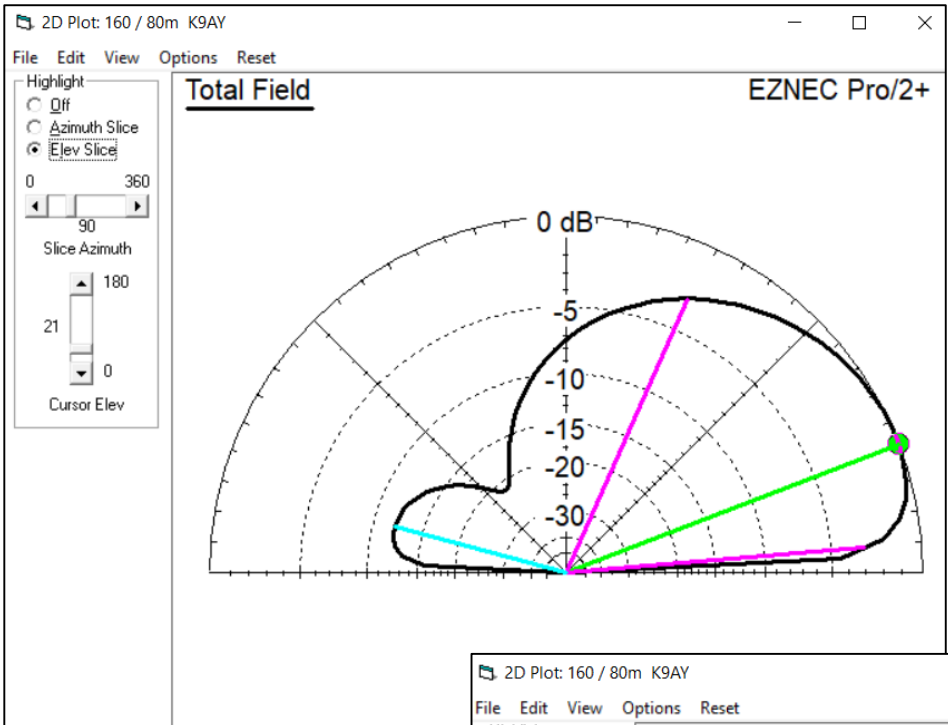 2D Plot: 160 / 80m K9AY
File Edit View Options Reset
Highlight
Off
Azimuth Slice
Elev Slice
0 360
90
Slice Azimuth
180
21
0
Cursor Elev
Total Field
EZNEC Pro/2+
0 dB
-5
-10
-15
-20
-30
2D Plot: 160 / 80m K9AY
File Edit View Options Reset